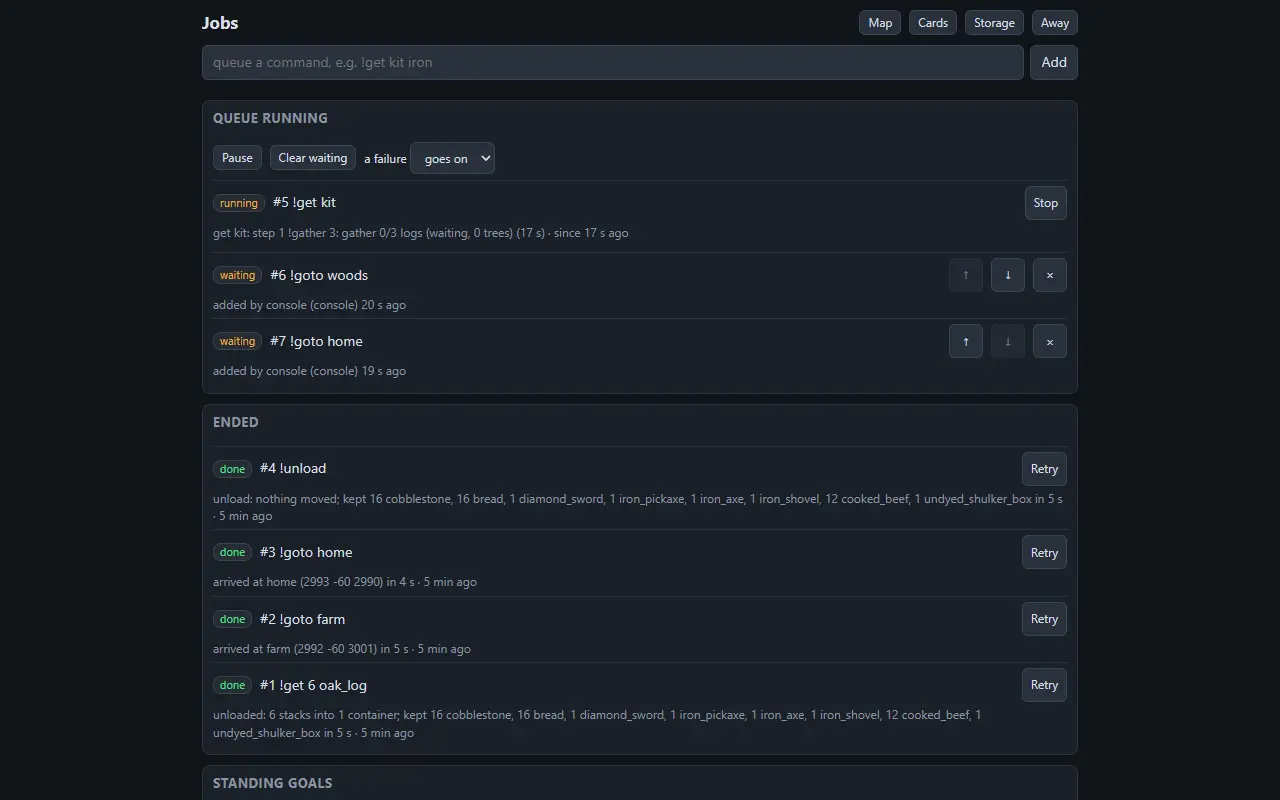 Jobs
Map Cards Storage Away
queue a command, e.g. !get kit iron
Add
QUEUE RUNNING
Pause Clear waiting a failure goes on
running #5 !get kit
Stop
get kit: step 1 !gather 3: gather 0/3 logs (waiting, 0 trees) (17 s) · since 17 s ago
waiting #6 !goto woods
↑ ↓ ×
added by console (console) 20 s ago
waiting #7 !goto home
↑ ↓ ×
added by console (console) 19 s ago
ENDED
done #4 !unload
Retry
unload: nothing moved; kept 16 cobblestone, 16 bread, 1 diamond_sword, 1 iron_pickaxe, 1 iron_axe, 1 iron_shovel, 12 cooked_beef, 1 undyed_shulker_box in 5 s
· 5 min ago
done #3 !goto home
Retry
arrived at home (2993 -60 2990) in 4 s · 5 min ago
done #2 !goto farm
Retry
arrived at farm (2992 -60 3001) in 5 s · 5 min ago
done #1 !get 6 oak_log
Retry
unloaded: 6 stacks into 1 container; kept 16 cobblestone, 16 bread, 1 diamond_sword, 1 iron_pickaxe, 1 iron_axe, 1 iron_shovel, 12 cooked_beef, 1
undyed_shulker_box in 5 s · 5 min ago
STANDING GOALS